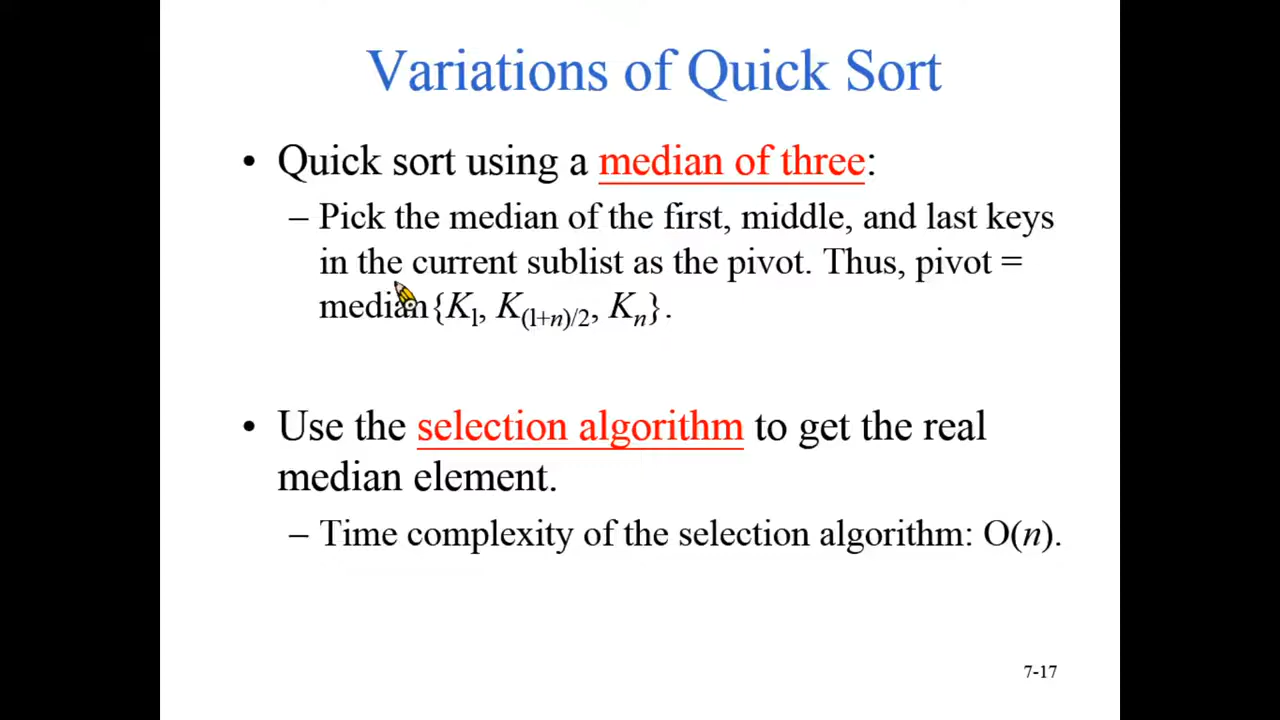 Variations of Quick Sort
• Quick sort using a median of three:
– Pick the median of the first, middle, and last keys
in the current sublist as the pivot. Thus, pivot =
median{Kl, K(l+n)/2, Kn}.
• Use the selection algorithm to get the real
median element.
– Time complexity of the selection algorithm: O(n).
7-17